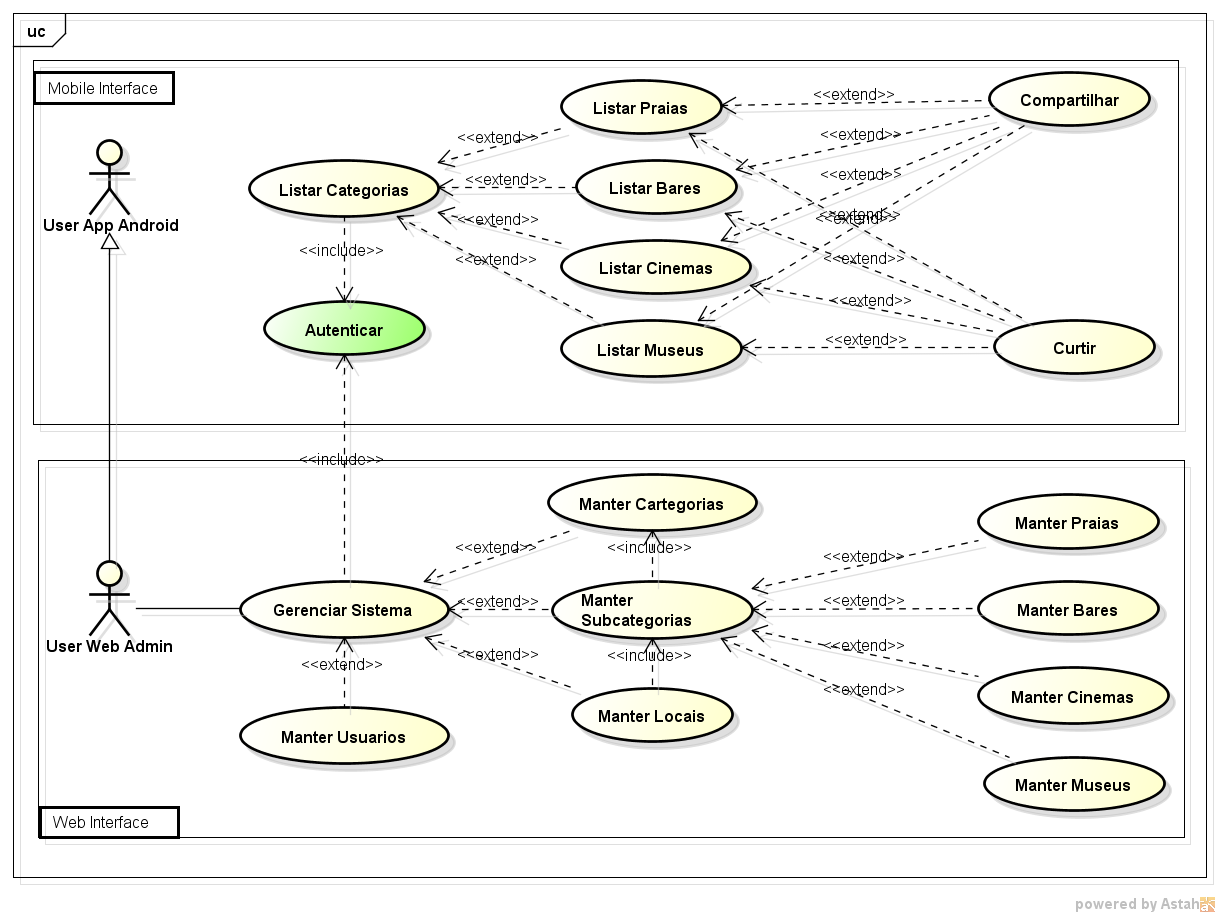 uc
Mobile Interface
Listar Praias
<<extend>>
Compartilhar
<<extend>>
<<extend>>
User App Android
Listar Categorias
<<extend>>
Listar Bares
<<extend>>
<<extend>>
<<extend>>
<<extend>>
<<include>>
<<extend>>
Listar Cinemas
<<extend>>
<<extend>>
Autenticar
Listar Museus
<<extend>>
Curtir
<<include>>
Manter Cartegorias
Manter Praias
<<extend>>
<<include>>
<<extend>>
User Web Admin
Gerenciar Sistema
<<extend>>
Manter
Subcategorias
<<extend>>
Manter Bares
<<extend>>
<<extend>>
<<include>>
<<extend>>
Manter Usuarios
Manter Locais
<<extend>>
Manter Cinemas
Manter Museus
Web Interface
powered by Astah